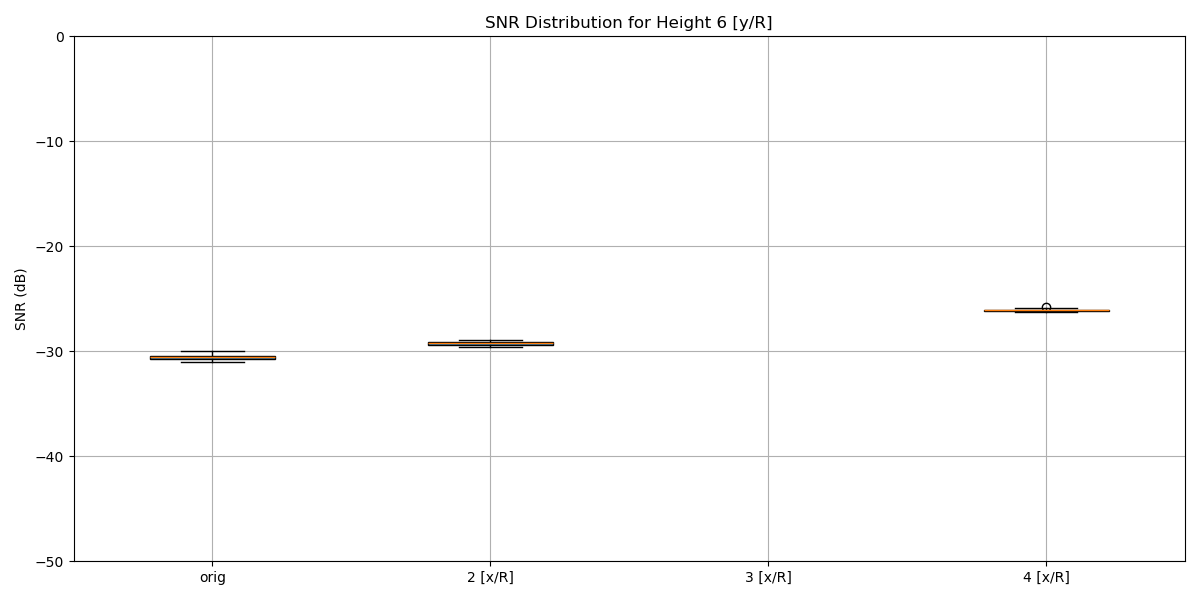 SNR Distribution for Height 6 [y/R]
SNR (dB)
0
−10
−20
−30
−40
−50
orig
2 [x/R]
3 [x/R]
4 [x/R]